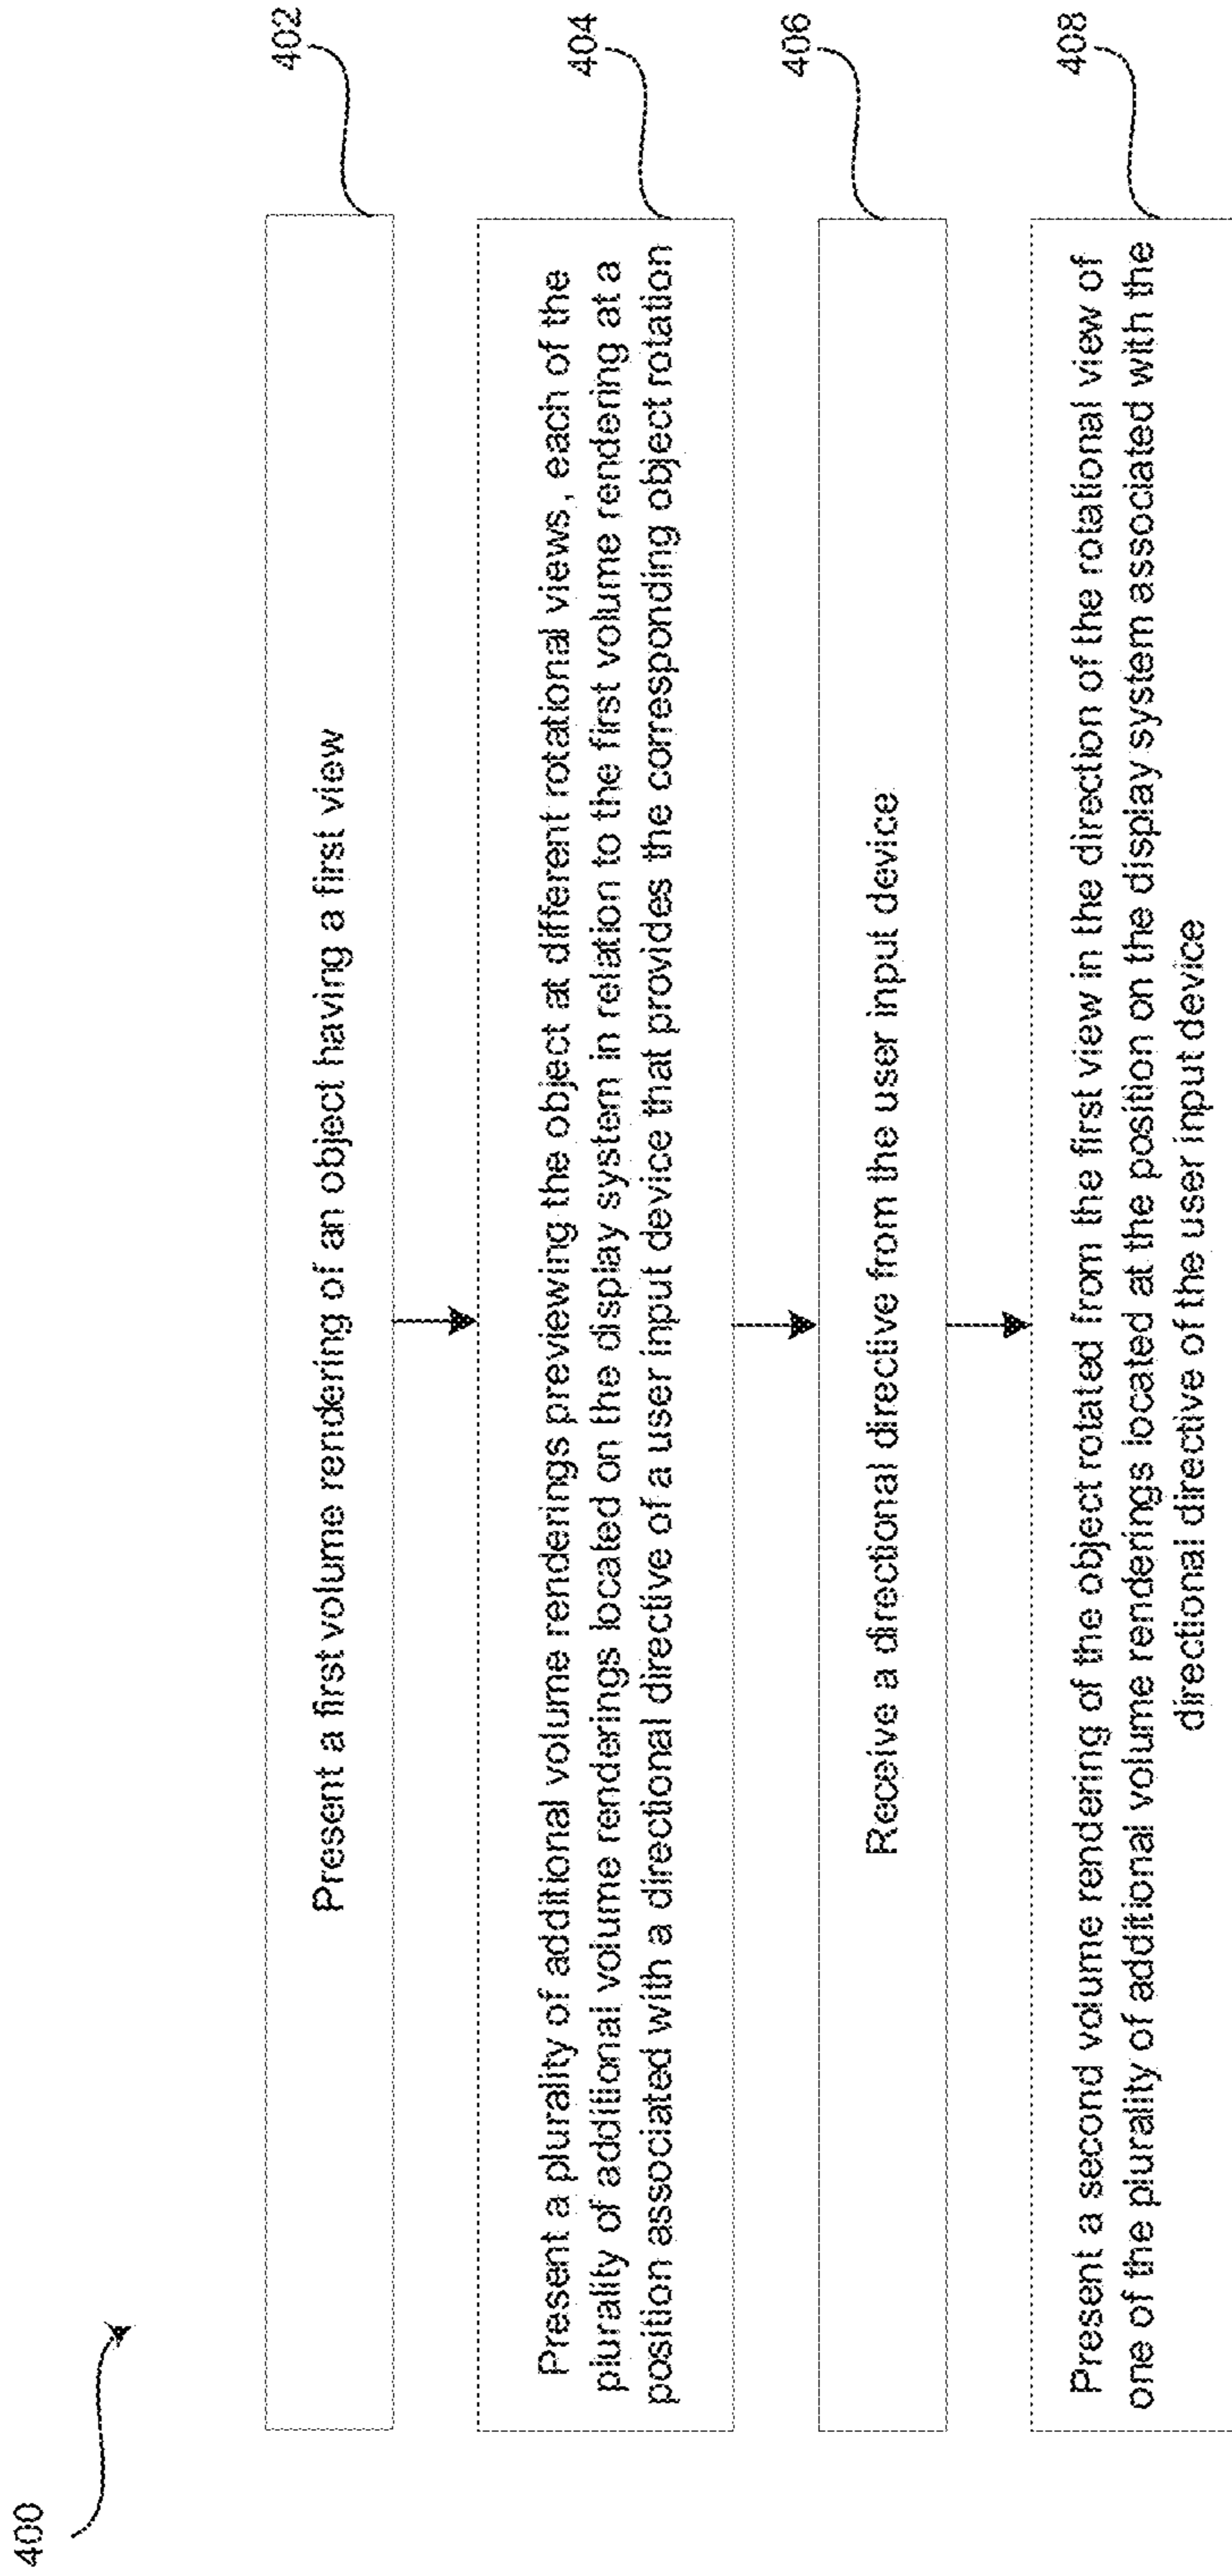 400
402
Present a first volume rendering of an object having a first view
404
Present a plurality of additional volume renderings previewing the object at different rotational views, each of the
plurality of additional volume renderings located on the display system in relation to the first volume rendering at a
position associated with a directional directive of a user input device that provides the corresponding object rotation
406
Receive a directional directive from the user input device
408
Present a second volume rendering of the object rotated from the first view in the direction of the rotational view of
one of the plurality of additional volume renderings located at the position on the display system associated with the
directional directive of the user input device